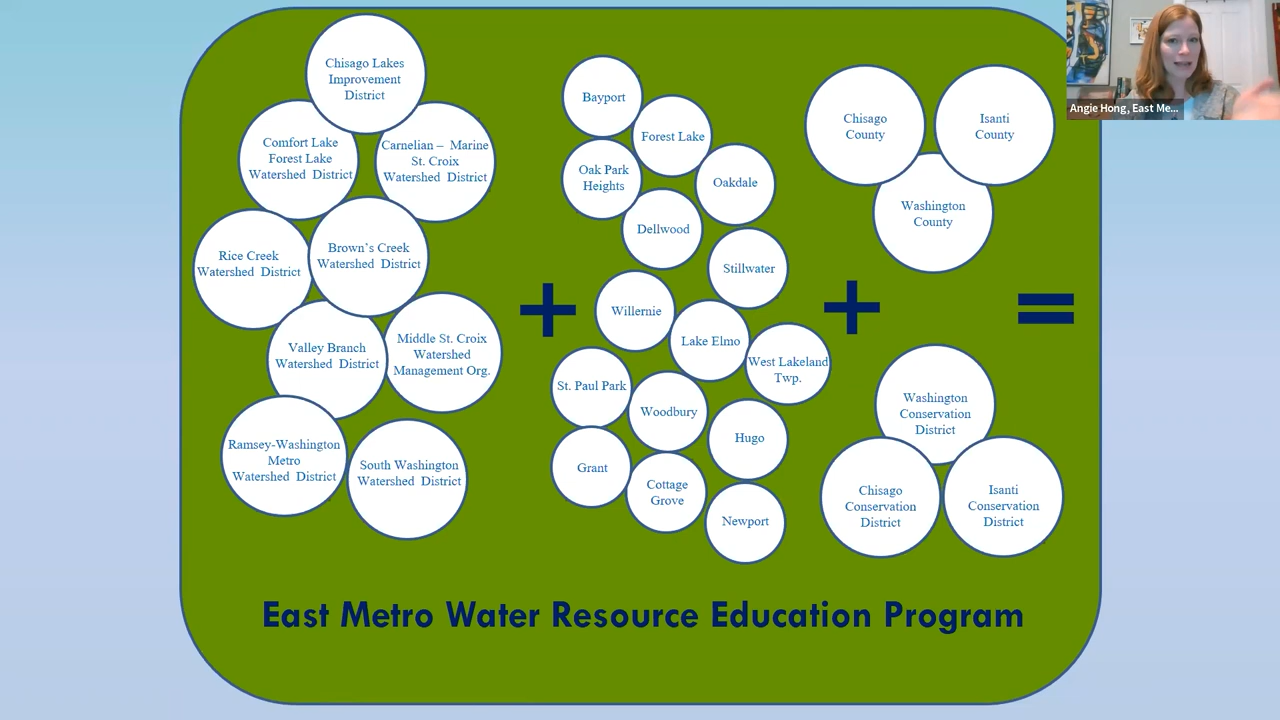 Chisago Lakes
Improvement
District
Comfort Lake
Forest Lake
Watershed District
Carnelian – Marine
St. Croix
Watershed District
Rice Creek
Watershed District
Brown's Creek
Watershed District
Valley Branch
Watershed District
Middle St. Croix
Watershed
Management Org.
Ramsey-Washington
Metro
Watershed District
South Washington
Watershed District
+
Bayport
Forest Lake
Oak Park
Heights
Oakdale
Dellwood
Stillwater
Willernie
Lake Elmo
West Lakeland
Twp.
St. Paul Park
Woodbury
Hugo
Grant
Cottage
Grove
Newport
+
Chisago
County
Isanti
County
Washington
County
Washington
Conservation
District
Chisago
Conservation
District
Isanti
Conservation
District
=
East Metro Water Resource Education Program
Angie Hong, East Me...